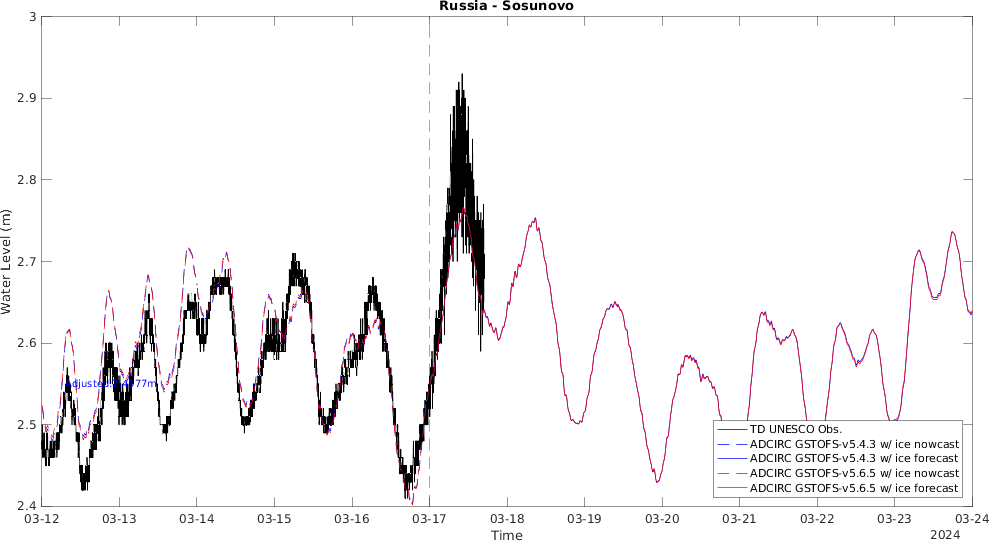 Russia - Sosunovo
3
2.9
2.8
2.7
2.6
2.5
2.4
Water Level (m)
03-12
03-13
03-14
03-15
03-16
03-17
03-18
03-19
03-20
03-21
03-22
03-23
03-24
Time
2024
TD UNESCO Obs.
ADCIRC GSTOFS-v5.4.3 w/ ice nowcast
ADCIRC GSTOFS-v5.4.3 w/ ice forecast
ADCIRC GSTOFS-v5.6.5 w/ ice nowcast
ADCIRC GSTOFS-v5.6.5 w/ ice forecast